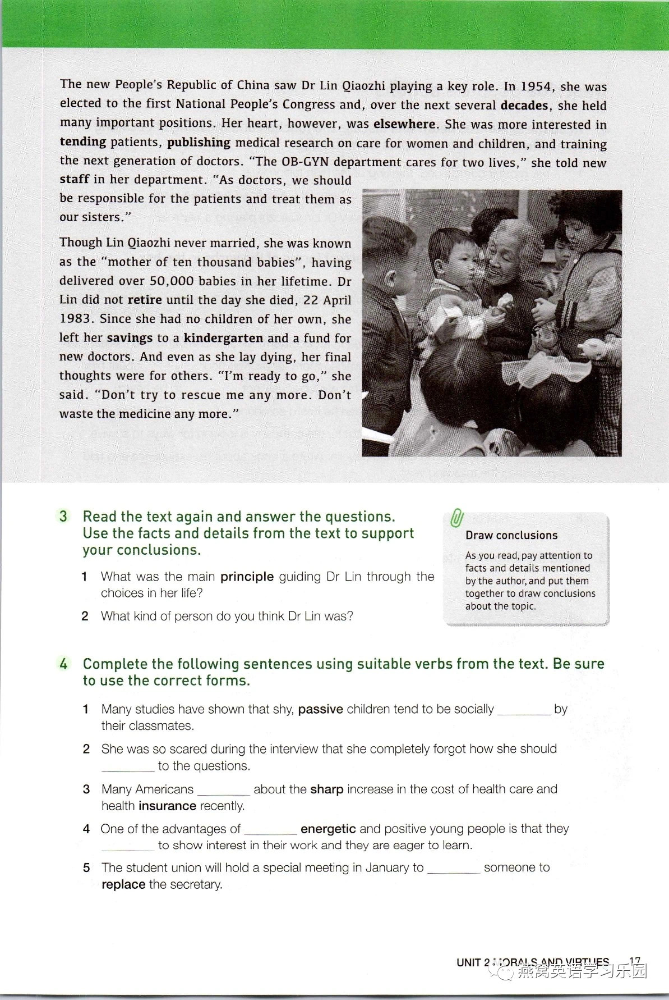 The new People's Republic of China saw Dr Lin Qiaozhi playing a key role. In 1954, she was
elected to the first National People's Congress and, over the next several decades, she held
many important positions. Her heart, however, was elsewhere. She was more interested in
tending patients, publishing medical research on care for women and children, and training
the next generation of doctors. “The OB-GYN department cares for two lives,” she told new
staff in her department. “As doctors, we should
be responsible for the patients and treat them as
our sisters.”
Though Lin Qiaozhi never married, she was known
as the “mother of ten thousand babies”, having
delivered over 50,000 babies in her lifetime. Dr
Lin did not retire until the day she died, 22 April
1983. Since she had no children of her own, she
left her savings to a kindergarten and a fund for
new doctors. And even as she lay dying, her final
thoughts were for others. “I'm ready to go,” she
said. “Don't try to rescue me any more. Don't
waste the medicine any more.”
3 Read the text again and answer the questions.
Use the facts and details from the text to support
your conclusions.
1 What was the main principle guiding Dr Lin through the
choices in her life?
2 What kind of person do you think Dr Lin was?
Draw conclusions
As you read, pay attention to
facts and details mentioned
by the author, and put them
together to draw conclusions
about the topic.
4 Complete the following sentences using suitable verbs from the text. Be sure
to use the correct forms.
1 Many studies have shown that shy, passive children tend to be socially ________ by
their classmates.
2 She was so scared during the interview that she completely forgot how she should
________ to the questions.
3 Many Americans ________ about the sharp increase in the cost of health care and
health insurance recently.
4 One of the advantages of ________ energetic and positive young people is that they
________ to show interest in their work and they are eager to learn.
5 The student union will hold a special meeting in January to ________ someone to
replace the secretary.
UNIT 2 MORALS AND VIRTUES 17
燕窝英语学习乐园